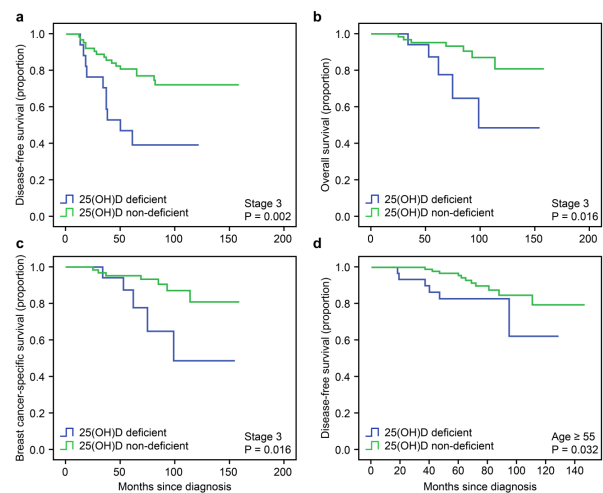 a
Disease-free survival (proportion)
1.0
0.8
0.6
0.4
0.2
0.0
25(OH)D deficient
25(OH)D non-deficient
Stage 3
P = 0.002
0 50 100 150 200
b
Overall survival (proportion)
1.0
0.8
0.6
0.4
0.2
0.0
25(OH)D deficient
25(OH)D non-deficient
Stage 3
P = 0.016
0 50 100 150 200
c
Breast cancer-specific survival (proportion)
1.0
0.8
0.6
0.4
0.2
0.0
25(OH)D deficient
25(OH)D non-deficient
Stage 3
P = 0.016
0 50 100 150 200
Months since diagnosis
d
Disease-free survival (proportion)
1.0
0.8
0.6
0.4
0.2
0.0
25(OH)D deficient
25(OH)D non-deficient
Age ≥ 55
P = 0.032
0 20 40 60 80 100 120 140
Months since diagnosis